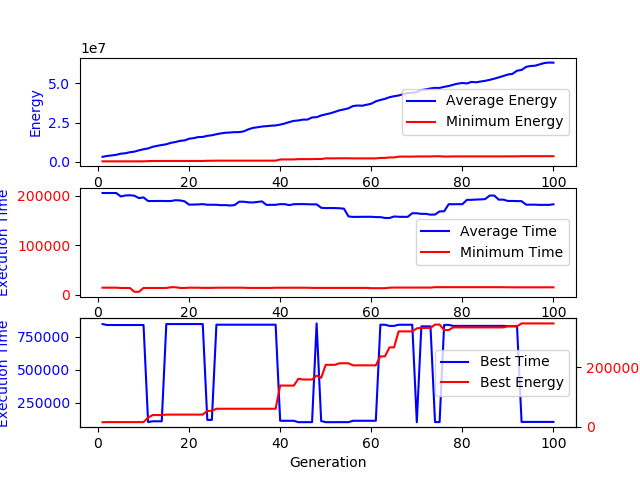 1e7
5.0
2.5
0.0
Energy
Average Energy
Minimum Energy
0 20 40 60 80 100
200000
100000
0
Execution Time
Average Time
Minimum Time
0 20 40 60 80 100
750000
500000
250000
Execution Time
Best Time
Best Energy
200000
0
0 20 40 60 80 100
Generation